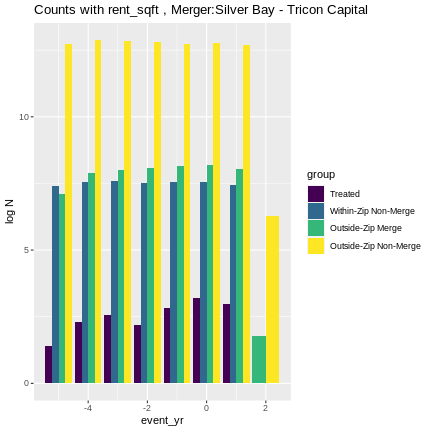 Counts with rent_sqft , Merger:Silver Bay - Tricon Capital
log N
10
5
0
-4
-2
0
2
event_yr
group
Treated
Within-Zip Non-Merge
Outside-Zip Merge
Outside-Zip Non-Merge